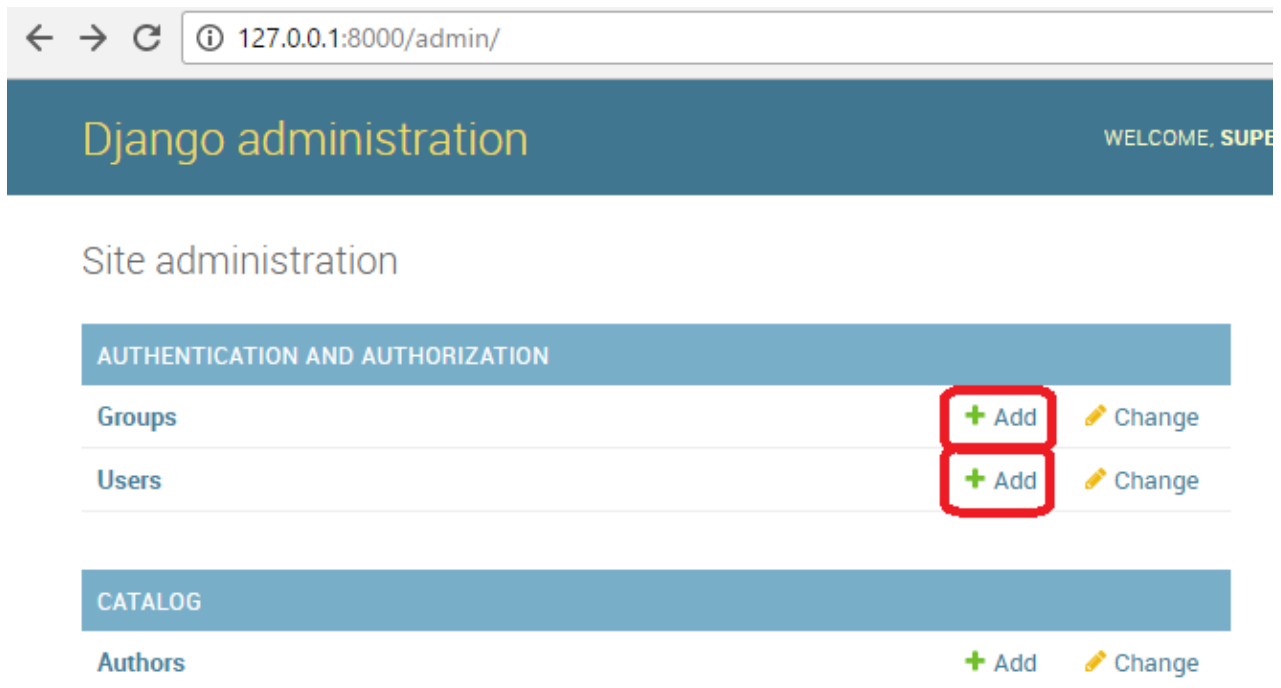 127.0.0.1:8000/admin/
Django administration
WELCOME, SUPE
Site administration
AUTHENTICATION AND AUTHORIZATION
Groups Add Change
Users Add Change
CATALOG
Authors Add Change